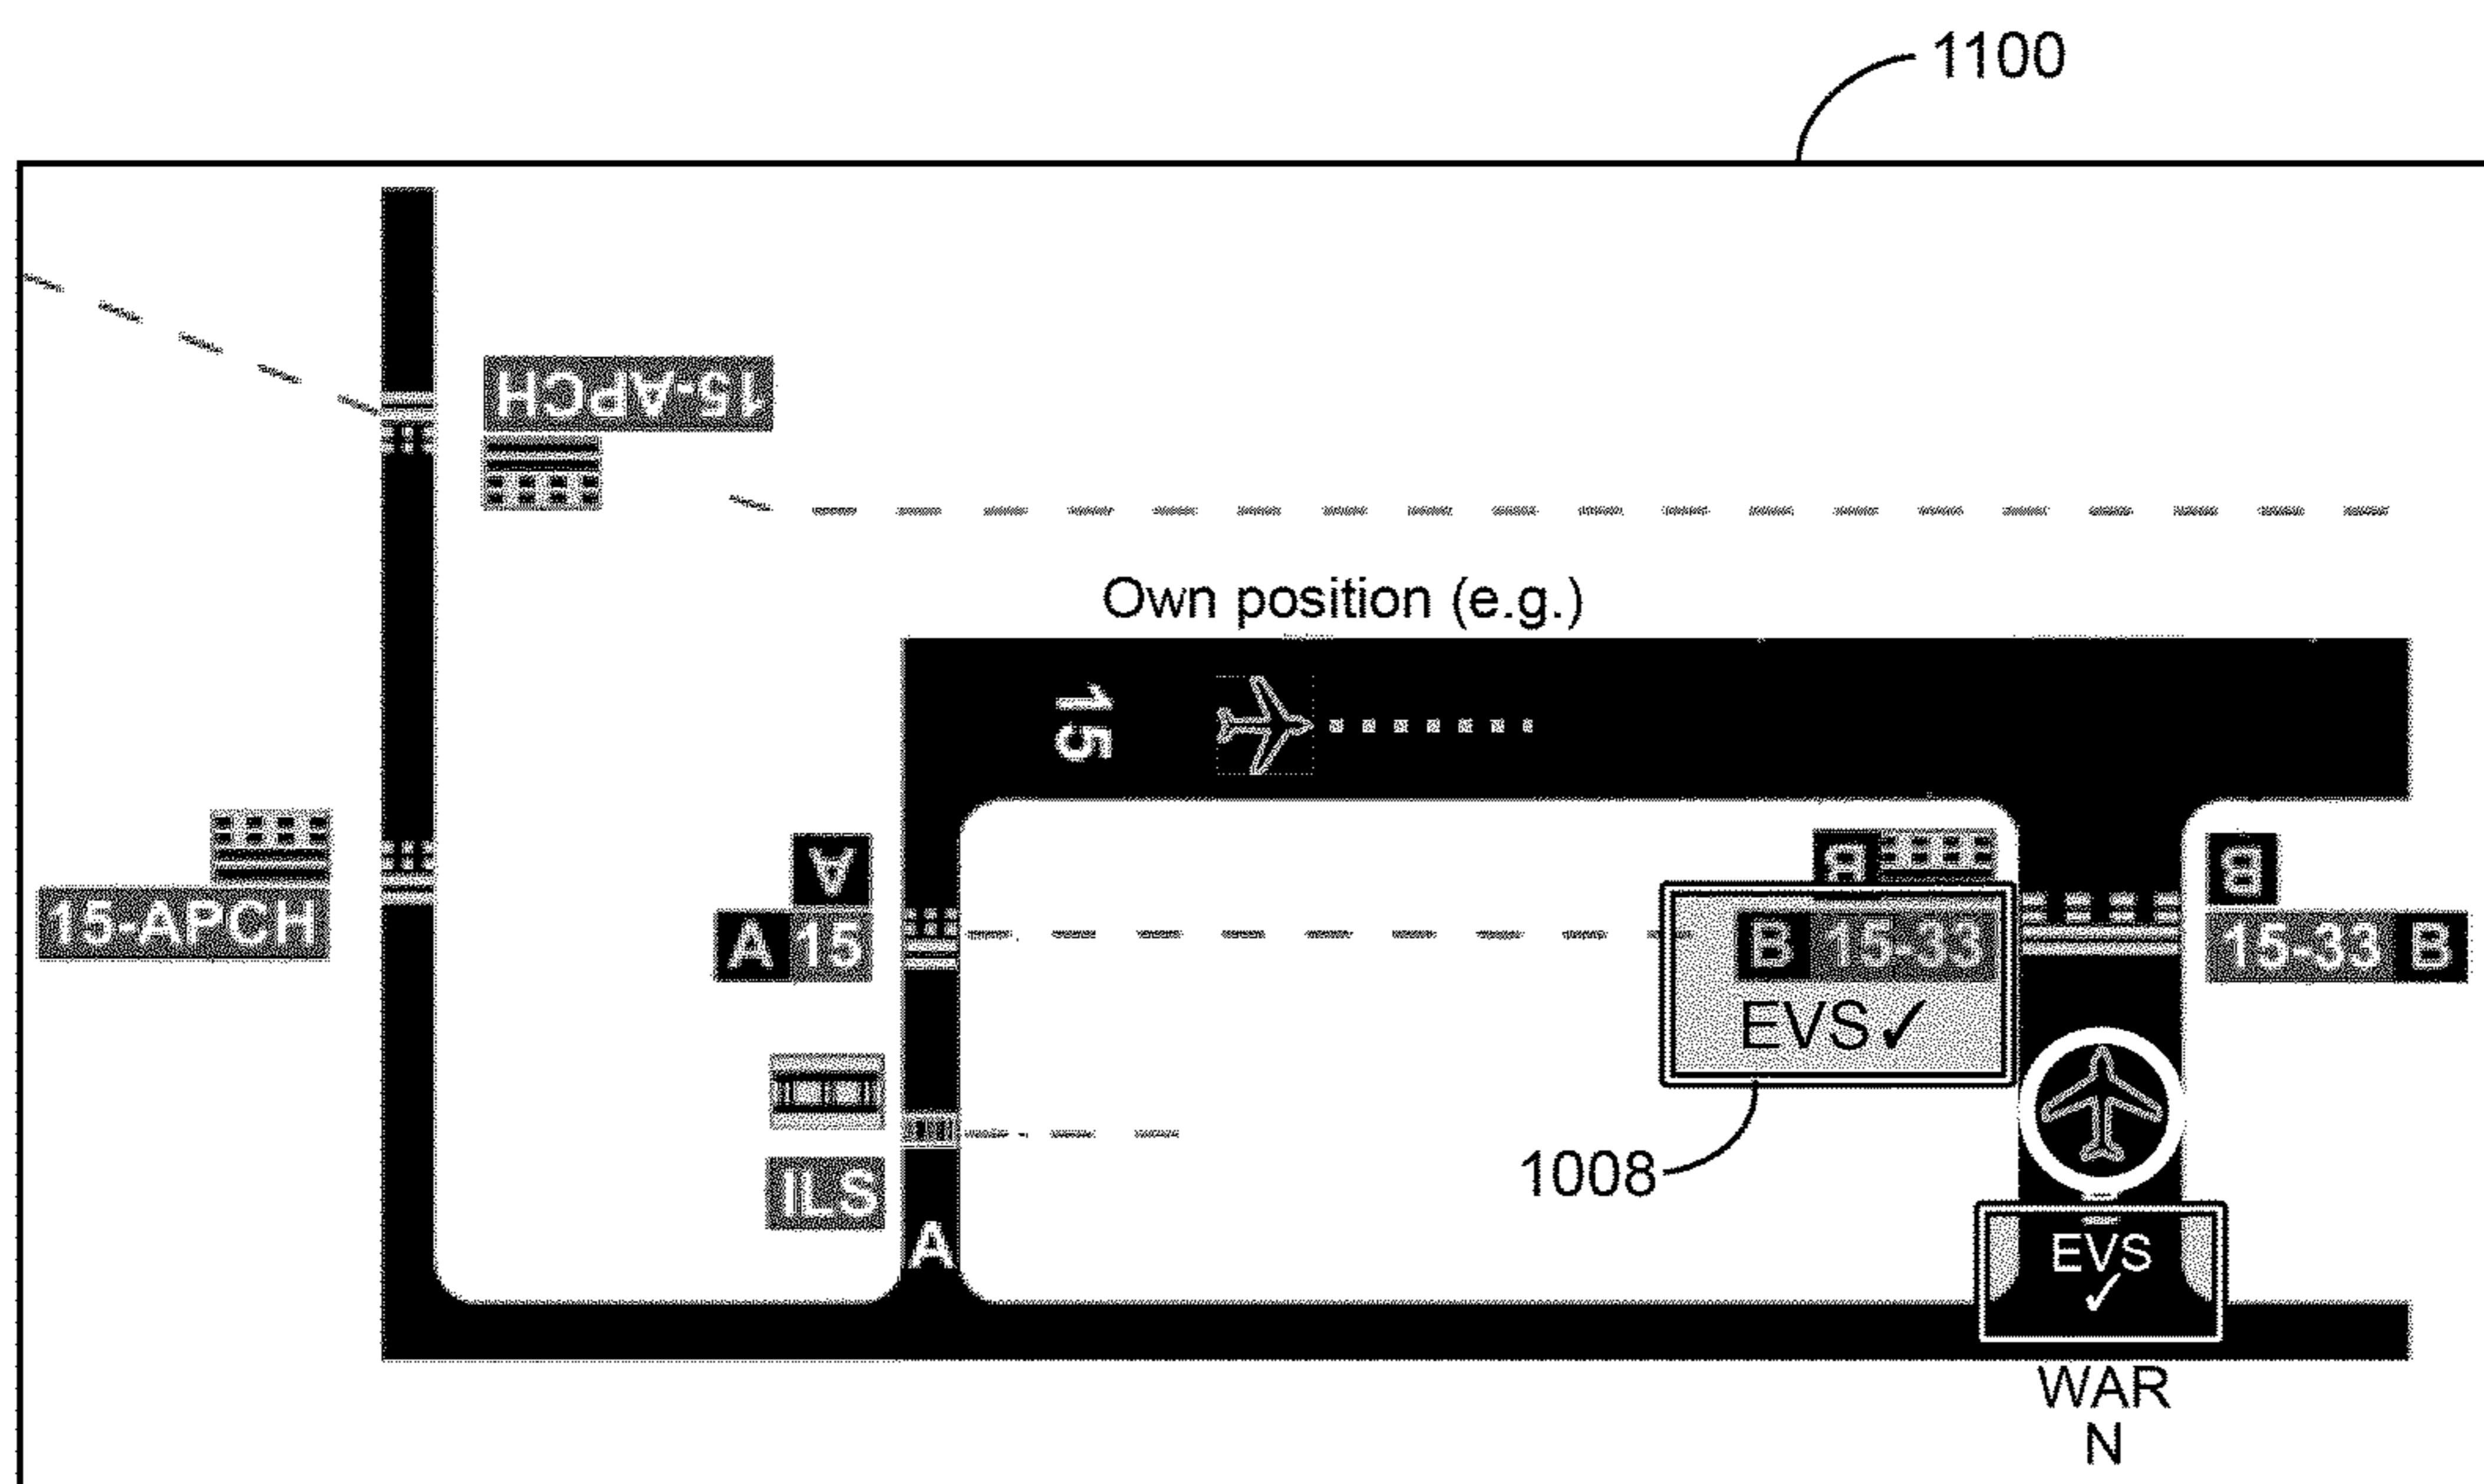 1100
15-APCH
Own position (e.g.)
15
A
B
B
15-APCH
A 15
B 15-33
15-33 B
EVS✓
1008
ILS
A
EVS
✓
WAR
N